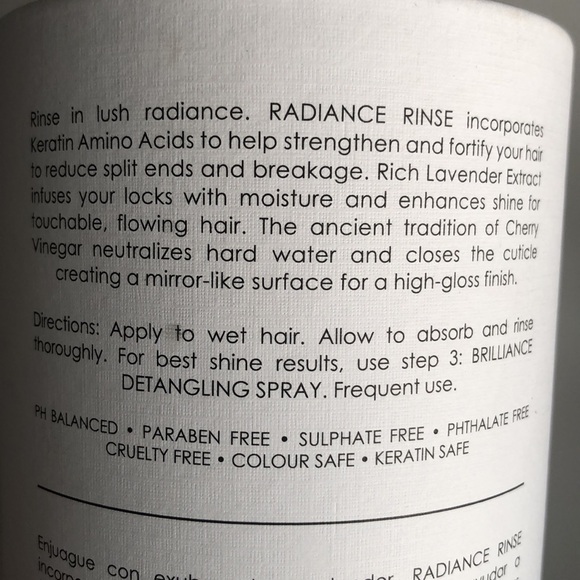 Rinse in lush radiance. RADIANCE RINSE incorporates
Keratin Amino Acids to help strengthen and fortify your hair
to reduce split ends and breakage. Rich Lavender Extract
infuses your locks with moisture and enhances shine for
touchable, flowing hair. The ancient tradition of Cherry
Vinegar neutralizes hard water and closes the cuticle
creating a mirror-like surface for a high-gloss finish.
Directions: Apply to wet hair. Allow to absorb and rinse
thoroughly. For best shine results, use step 3: BRILLIANCE
DETANGLING SPRAY. Frequent use.
PH BALANCED • PARABEN FREE • SULPHATE FREE • PHTHALATE FREE
CRUELTY FREE • COLOUR SAFE • KERATIN SAFE
Enjuague con RADIANCE RINSE
a